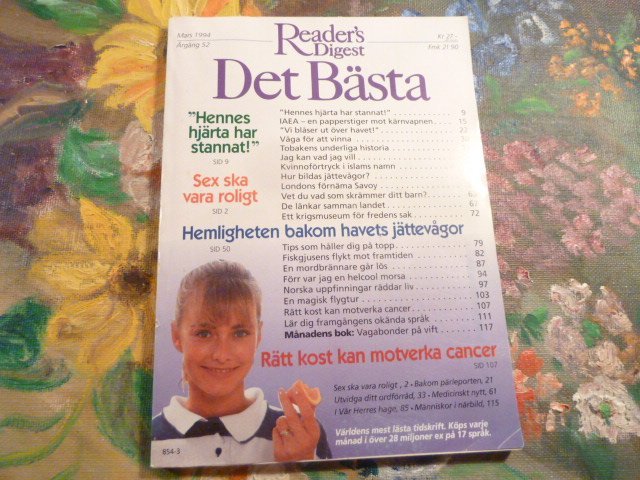 Mars 1994
Årgång 52
Reader's
Digest
Kr 27:-
Fmk 21.90
Det Bästa
"Hennes
hjärta har
stannat!"
SID 9
Sex ska
vara roligt
SID 2
"Hennes hjärta har stannat!" 9
IAEA – en papperstiger mot kärnvapnen 15
"Vi blåser ut över havet!" 22
Våga för att vinna
Tobakens underliga historia
Jag kan vad jag vill
Kvinnoförtryck i islams namn
Hur bildas jättevågor?
Londons förnäma Savoy
Vet du vad som skrämmer ditt barn?
De länkar samman landet 67
Ett krigsmuseum för fredens sak 72
Hemligheten bakom havets jättevågor
SID 50
Tips som håller dig på topp 79
Fiskgjusens flykt mot framtiden 82
En mordbrännare går lös 87
Förr var jag en helcool morsa 94
Norska uppfinningar räddar liv 97
En magisk flygtur 103
Rätt kost kan motverka cancer 107
Lär dig framgångens okända språk 111
Månadens bok: Vagabonder på vift 117
Rätt kost kan motverka cancer
SID 107
Sex ska vara roligt, 2 • Bakom pärleporten, 21
Utvidga ditt ordförråd, 33 • Medicinskt nytt, 61
I Vår Herres hage, 85 • Människor i närbild, 115
Världens mest lästa tidskrift. Köps varje
månad i över 28 miljoner ex på 17 språk.
854-3